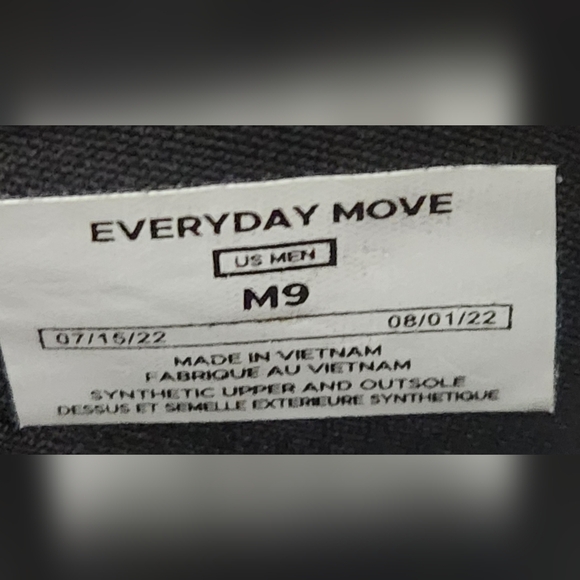 EVERYDAY MOVE
US MEN
M9
07/15/22 08/01/22
MADE IN VIETNAM
FABRIQUE AU VIETNAM
SYNTHETIC UPPER AND OUTSOLE
DESSUS ET SEMELLE EXTERIEURE SYNTHETIQUE